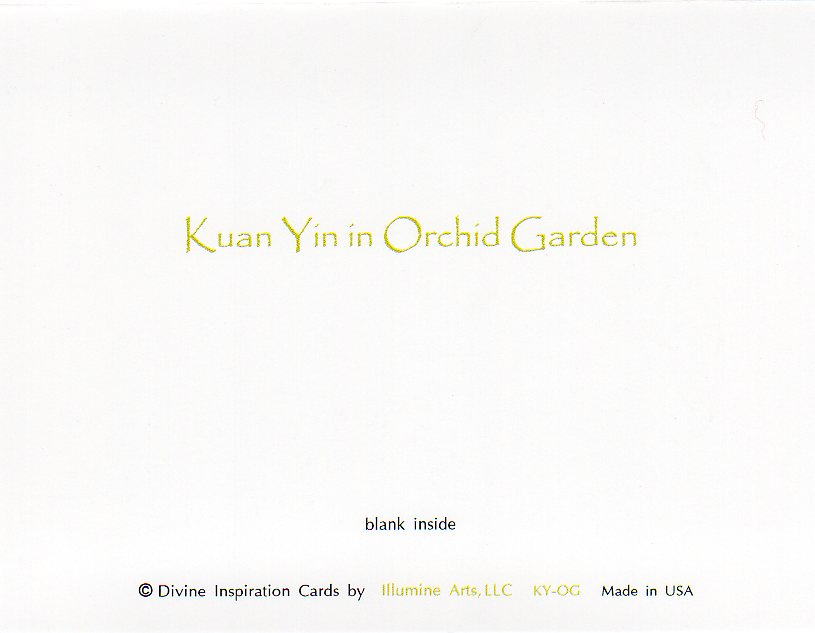 Kuan Yin in Orchid Garden
blank inside
© Divine Inspiration Cards by Illumine Arts, LLC KY-OG Made in USA